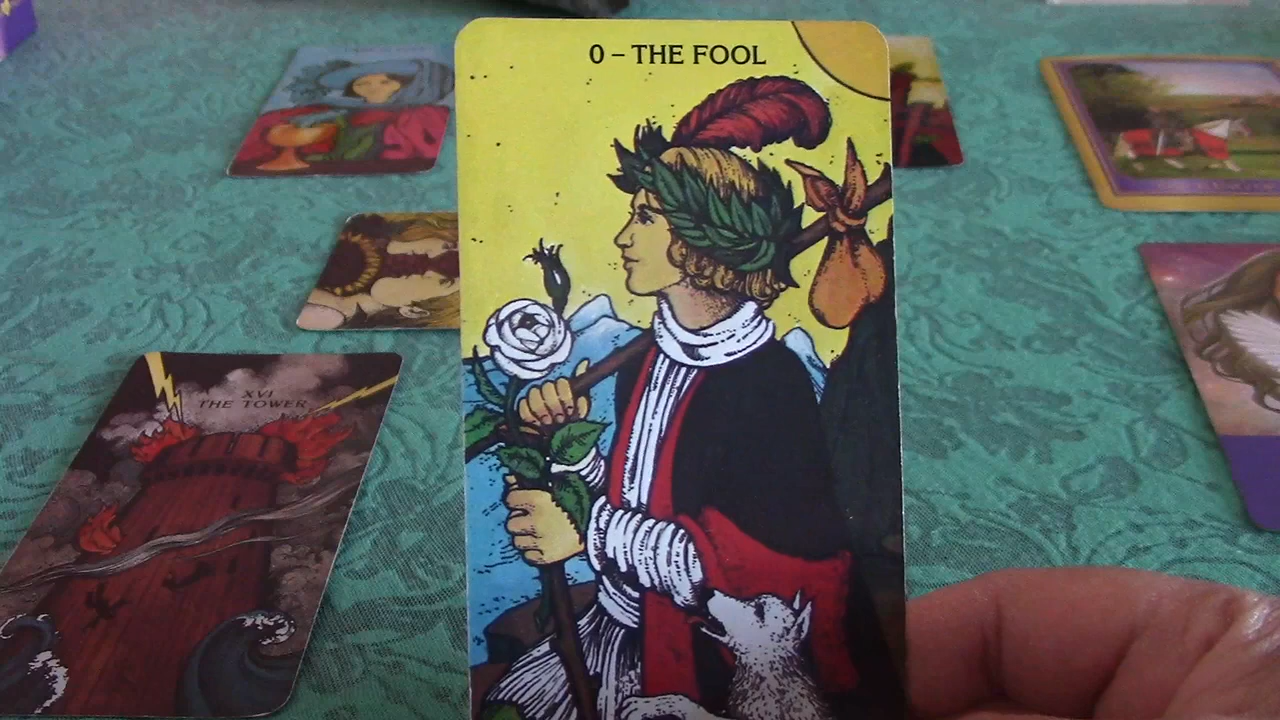 0 – THE FOOL
XVI
THE TOWER